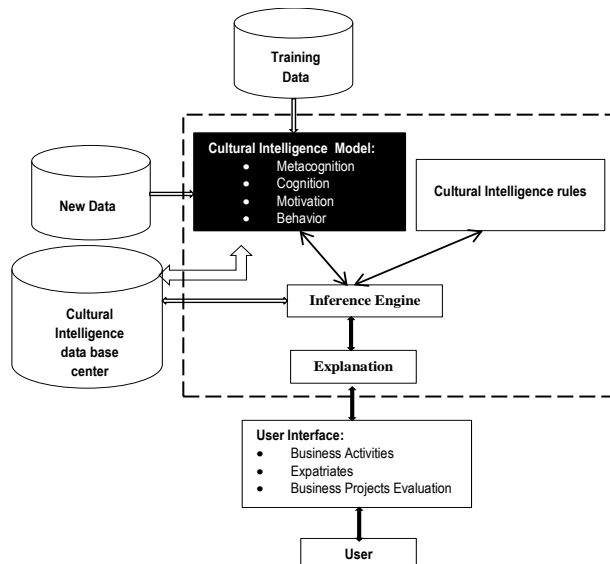 Training
Data
Cultural Intelligence Model:
● Metacognition
● Cognition
● Motivation
● Behavior
Cultural Intelligence rules
New Data
Cultural
Intelligence
data base
center
Inference Engine
Explanation
User Interface:
● Business Activities
● Expatriates
● Business Projects Evaluation
User